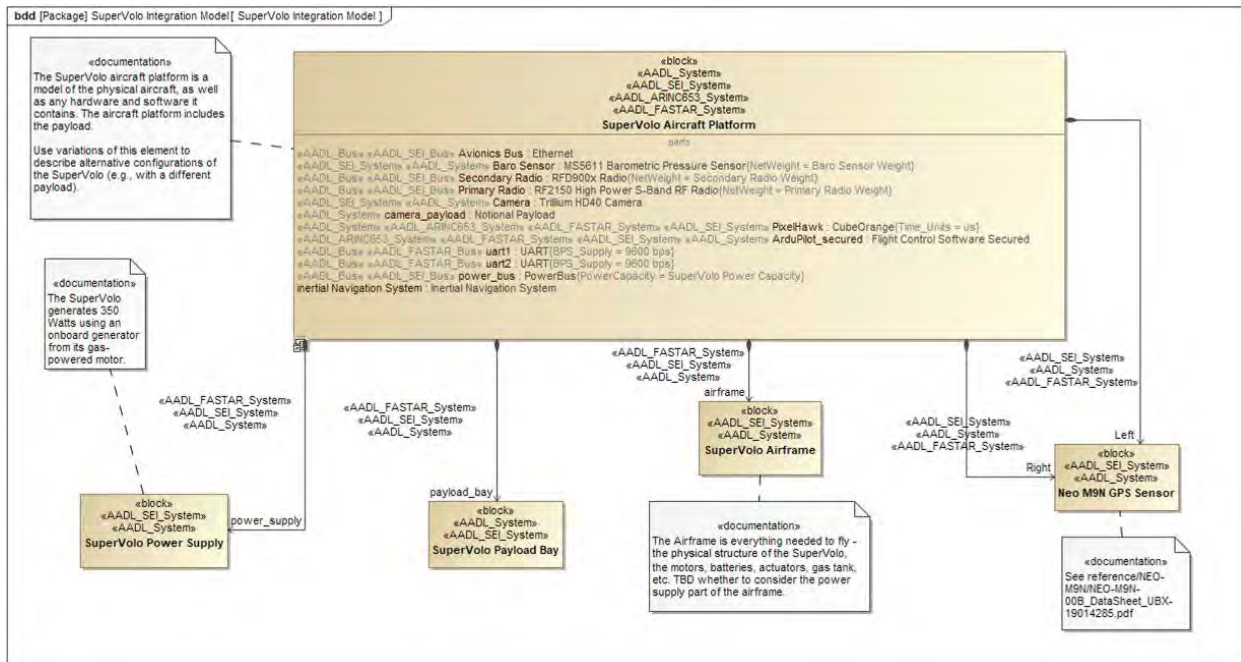 bdd [Package] SuperVolo Integration Model[ SuperVolo Integration Model ]
«documentation»
The SuperVolo aircraft platform is a
model of the physical aircraft, as well
as any hardware and software it
contains. The aircraft platform includes
the payload.
Use variations of this element to
describe alternative configurations of
the SuperVolo (e.g., with a different
payload).
«block»
«AADL_System»
«AADL_SEI_System»
«AADL_ARINC653_System»
«AADL_FASTAR_System»
SuperVolo Aircraft Platform
parts
«AADL_Bus» «AADL_SEI_Bus» Avionics Bus : Ethernet
«AADL_SEI_System» «AADL_System» Baro Sensor : MS5611 Barometric Pressure Sensor{NetWeight = Baro Sensor Weight}
«AADL_Bus» «AADL_SEI_Bus» Secondary Radio : RFD900x Radio{NetWeight = Secondary Radio Weight}
«AADL_Bus» «AADL_SEI_Bus» Primary Radio : RF2150 High Power S-Band RF Radio{NetWeight = Primary Radio Weight}
«AADL_SEI_System» «AADL_System» Camera : Trillium HD40 Camera
«AADL_System» camera_payload : Notional Payload
«AADL_System» «AADL_ARINC653_System» «AADL_FASTAR_System» «AADL_SEI_System» PixelHawk : CubeOrange{Time_Units = us}
«AADL_ARINC653_System» «AADL_FASTAR_System» «AADL_SEI_System» «AADL_System» ArduPilot_secured : Flight Control Software Secured
«AADL_Bus» «AADL_FASTAR_Bus» uart1 : UART{BPS_Supply = 9600 bps}
«AADL_Bus» «AADL_FASTAR_Bus» uart2 : UART{BPS_Supply = 9600 bps}
«AADL_Bus» «AADL_SEI_Bus» power_bus : PowerBus{PowerCapacity = SuperVolo Power Capacity}
inertial Navigation System : Inertial Navigation System
«documentation»
The SuperVolo
generates 350
Watts using an
onboard generator
from its gas-
powered motor.
«AADL_FASTAR_System»
«AADL_SEI_System»
«AADL_System»
power_supply
«block»
«AADL_SEI_System»
«AADL_System»
SuperVolo Power Supply
«AADL_FASTAR_System»
«AADL_SEI_System»
«AADL_System»
payload_bay
«block»
«AADL_System»
«AADL_SEI_System»
SuperVolo Payload Bay
«AADL_FASTAR_System»
«AADL_SEI_System»
«AADL_System»
airframe
«block»
«AADL_SEI_System»
«AADL_System»
SuperVolo Airframe
«documentation»
The Airframe is everything needed to fly -
the physical structure of the SuperVolo,
the motors, batteries, actuators, gas tank,
etc. TBD whether to consider the power
supply part of the airframe.
«AADL_SEI_System»
«AADL_System»
«AADL_FASTAR_System»
Right
«AADL_SEI_System»
«AADL_System»
«AADL_FASTAR_System»
Left
«block»
«AADL_SEI_System»
«AADL_System»
Neo M9N GPS Sensor
«documentation»
See reference/NEO-
M9N/NEO-M9N-
00B_DataSheet_UBX-
19014285.pdf